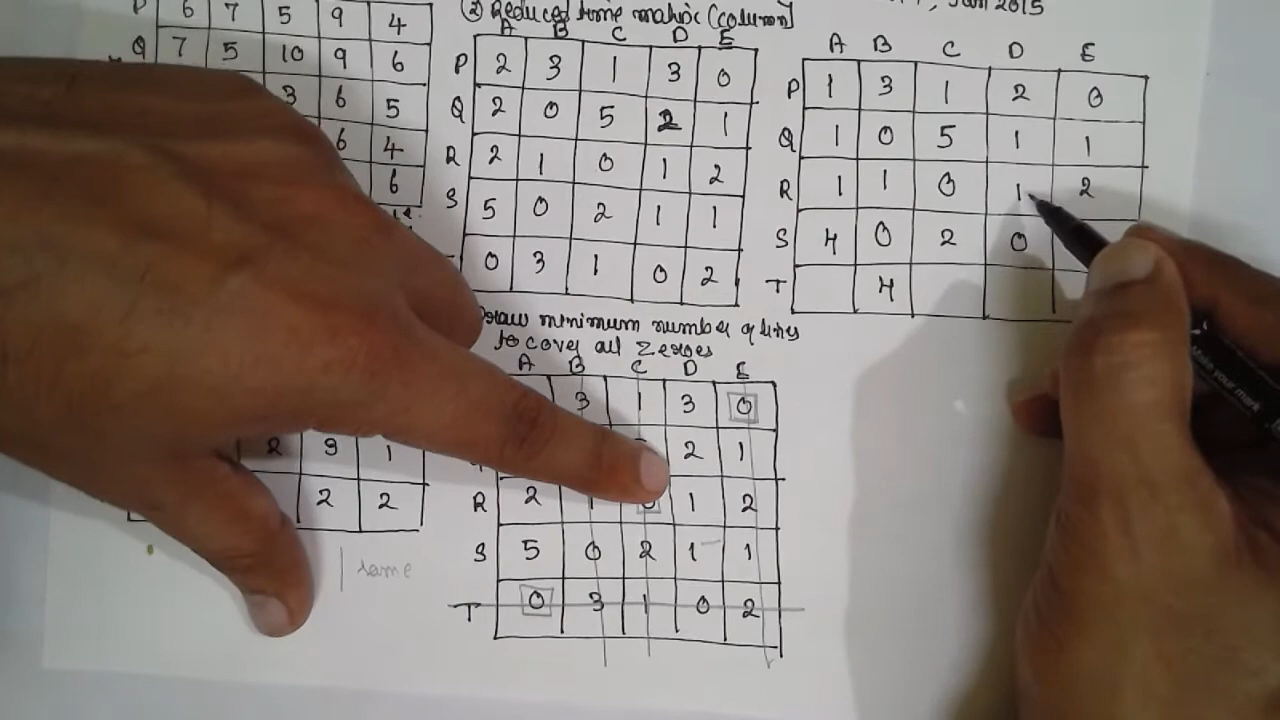 , Jan 2015
② Reduced time matrix (column)
P 6 7 5 9 4
Q 7 5 10 9 6
3 6 5
6 4
6
A B C D E
P 2 3 1 3 0
Q 2 0 5 2 1
R 2 1 0 1 2
S 5 0 2 1 1
0 3 1 0 2
A B C D E
P 1 3 1 2 0
Q 1 0 5 1 1
R 1 1 0 1 2
S 4 0 2 0
T 4
Draw minimum number of lines
to cover all zeroes
A B C D E
3 1 3 0
2 1
R 2 1 0 1 2
S 5 0 2 1 1
T 0 3 1 0 2
2 9 1
2 2
same